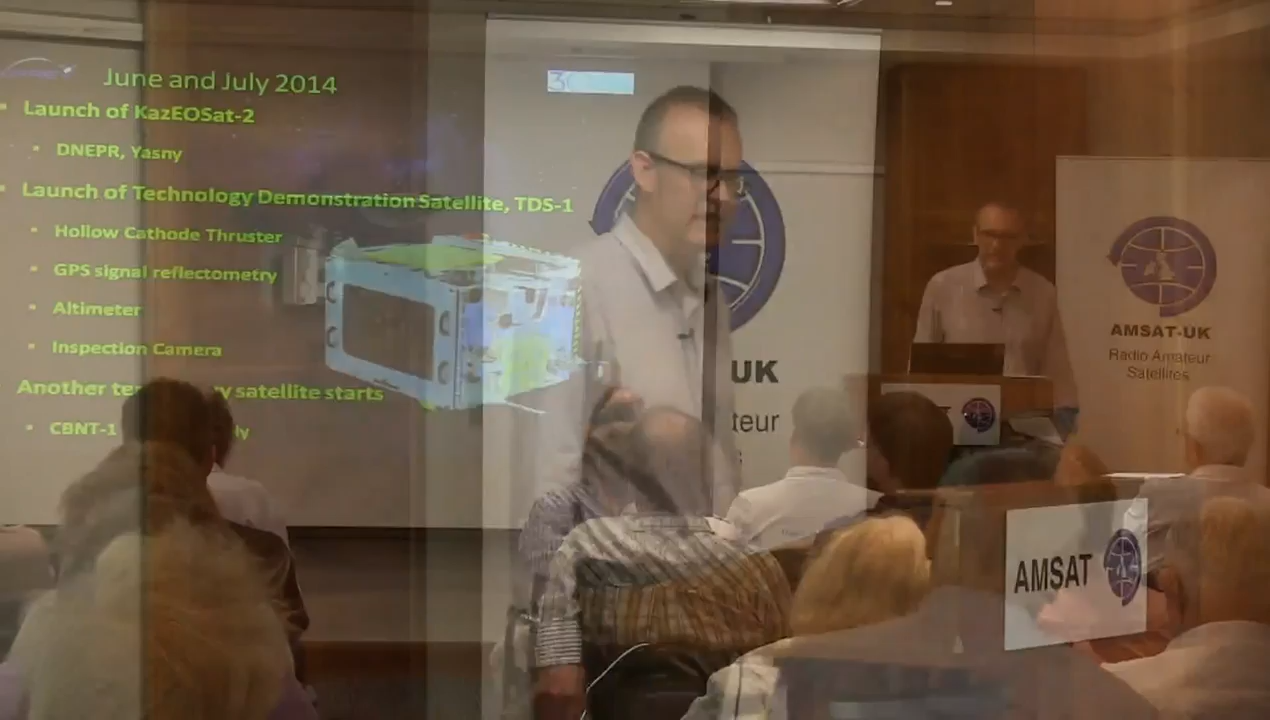 June and July 2014
Launch of KazEOSat-2
DNEPR, Yasny
Launch of Technology Demonstration Satellite, TDS-1
Hollow Cathode Thruster
GPS signal reflectometry
Altimeter
Inspection Camera
Another satellite starts
CBNT-1
UK
AMSAT-UK
Radio Amateur
Satellites
AMSAT